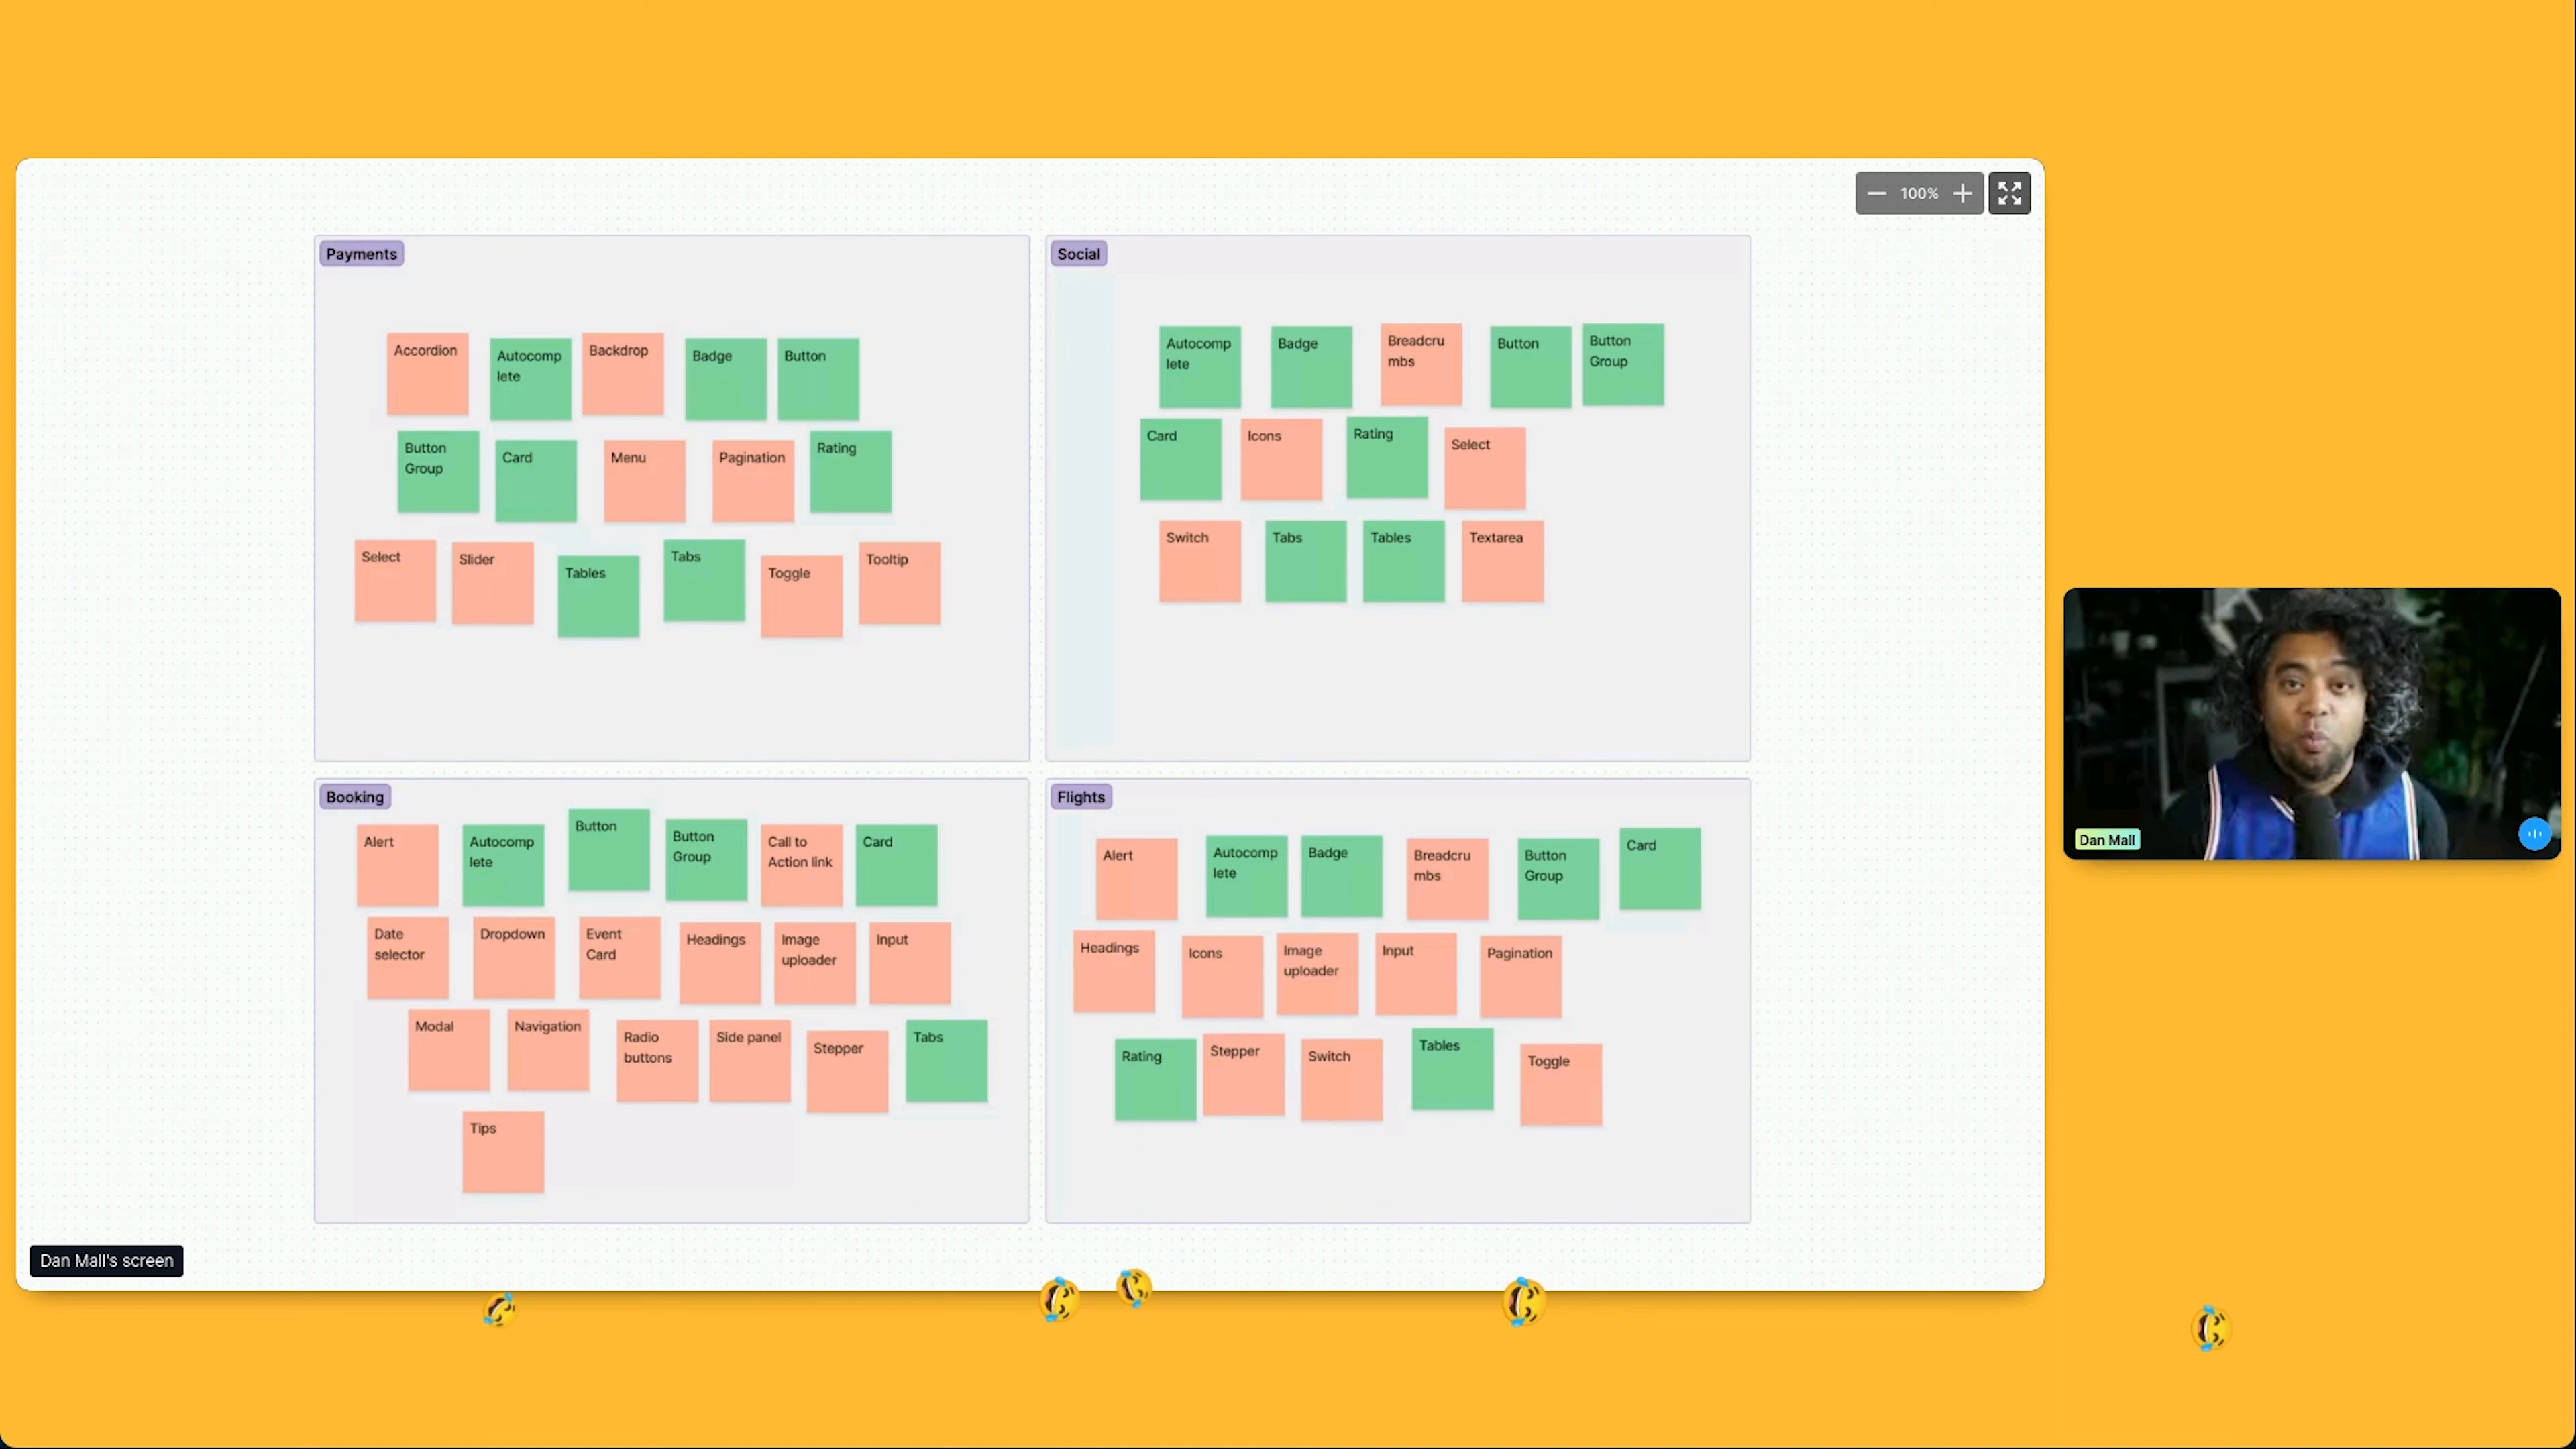 100%
Payments
Accordion
Autocomp
lete
Backdrop
Badge
Button
Button
Group
Card
Menu
Pagination
Rating
Select
Slider
Tables
Tabs
Toggle
Tooltip
Social
Autocomp
lete
Badge
Breadcru
mbs
Button
Button
Group
Card
Icons
Rating
Select
Switch
Tabs
Tables
Textarea
Booking
Alert
Autocomp
lete
Button
Button
Group
Call to
Action link
Card
Date
selector
Dropdown
Event
Card
Headings
Image
uploader
Input
Modal
Navigation
Radio
buttons
Side panel
Stepper
Tabs
Tips
Flights
Alert
Autocomp
lete
Badge
Breadcru
mbs
Button
Group
Card
Headings
Icons
Image
uploader
Input
Pagination
Rating
Stepper
Switch
Tables
Toggle
Dan Mall
Dan Mall's screen